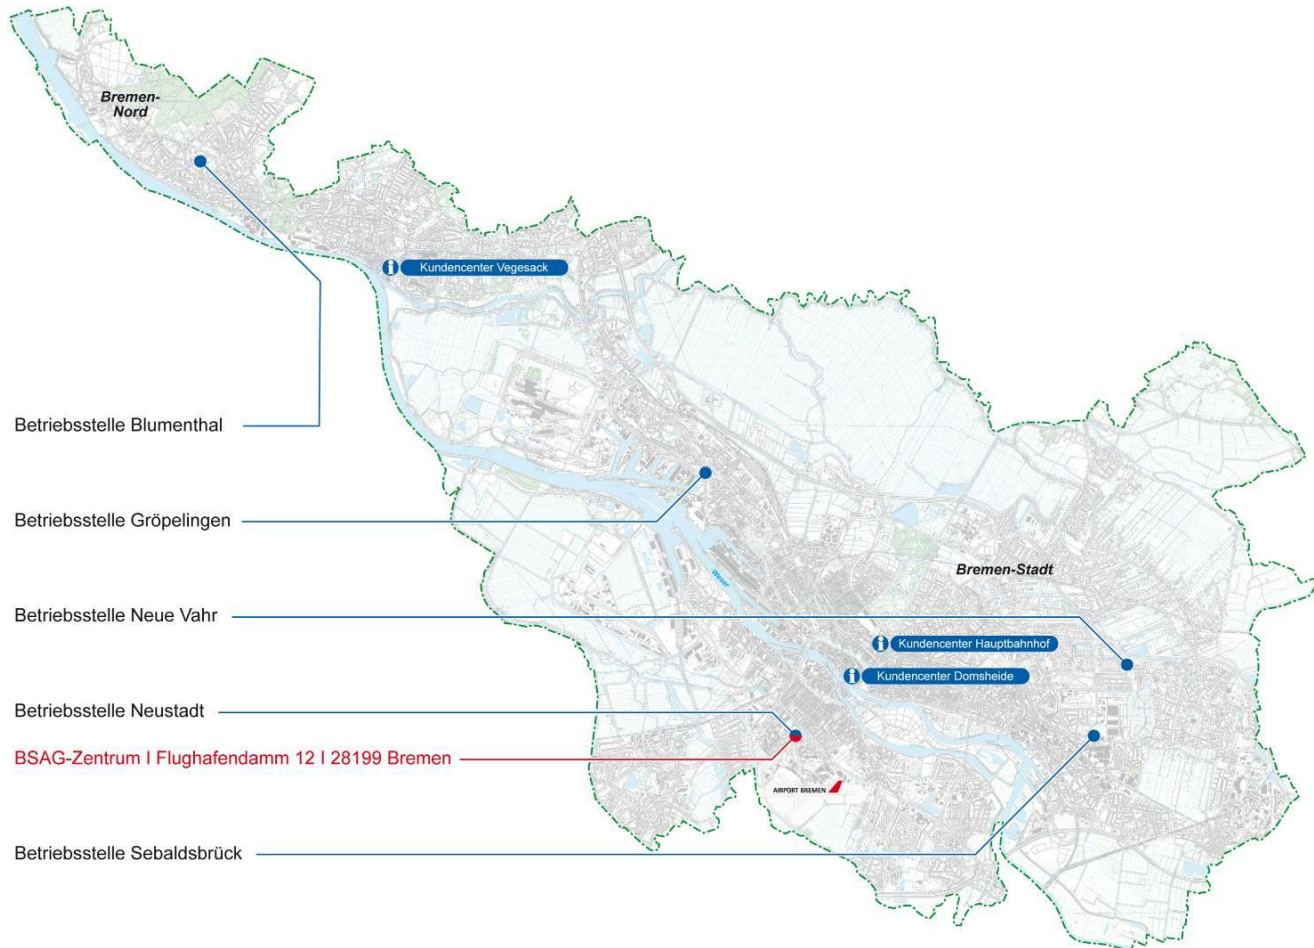 Bremen-
Nord
Kundencenter Vegesack
Betriebsstelle Blumenthal
Betriebsstelle Gröpelingen
Bremen-Stadt
Weser
Betriebsstelle Neue Vahr
Kundencenter Hauptbahnhof
Kundencenter Domsheide
Betriebsstelle Neustadt
BSAG-Zentrum I Flughafendamm 12 I 28199 Bremen
AIRPORT BREMEN
Betriebsstelle Sebaldsbrück